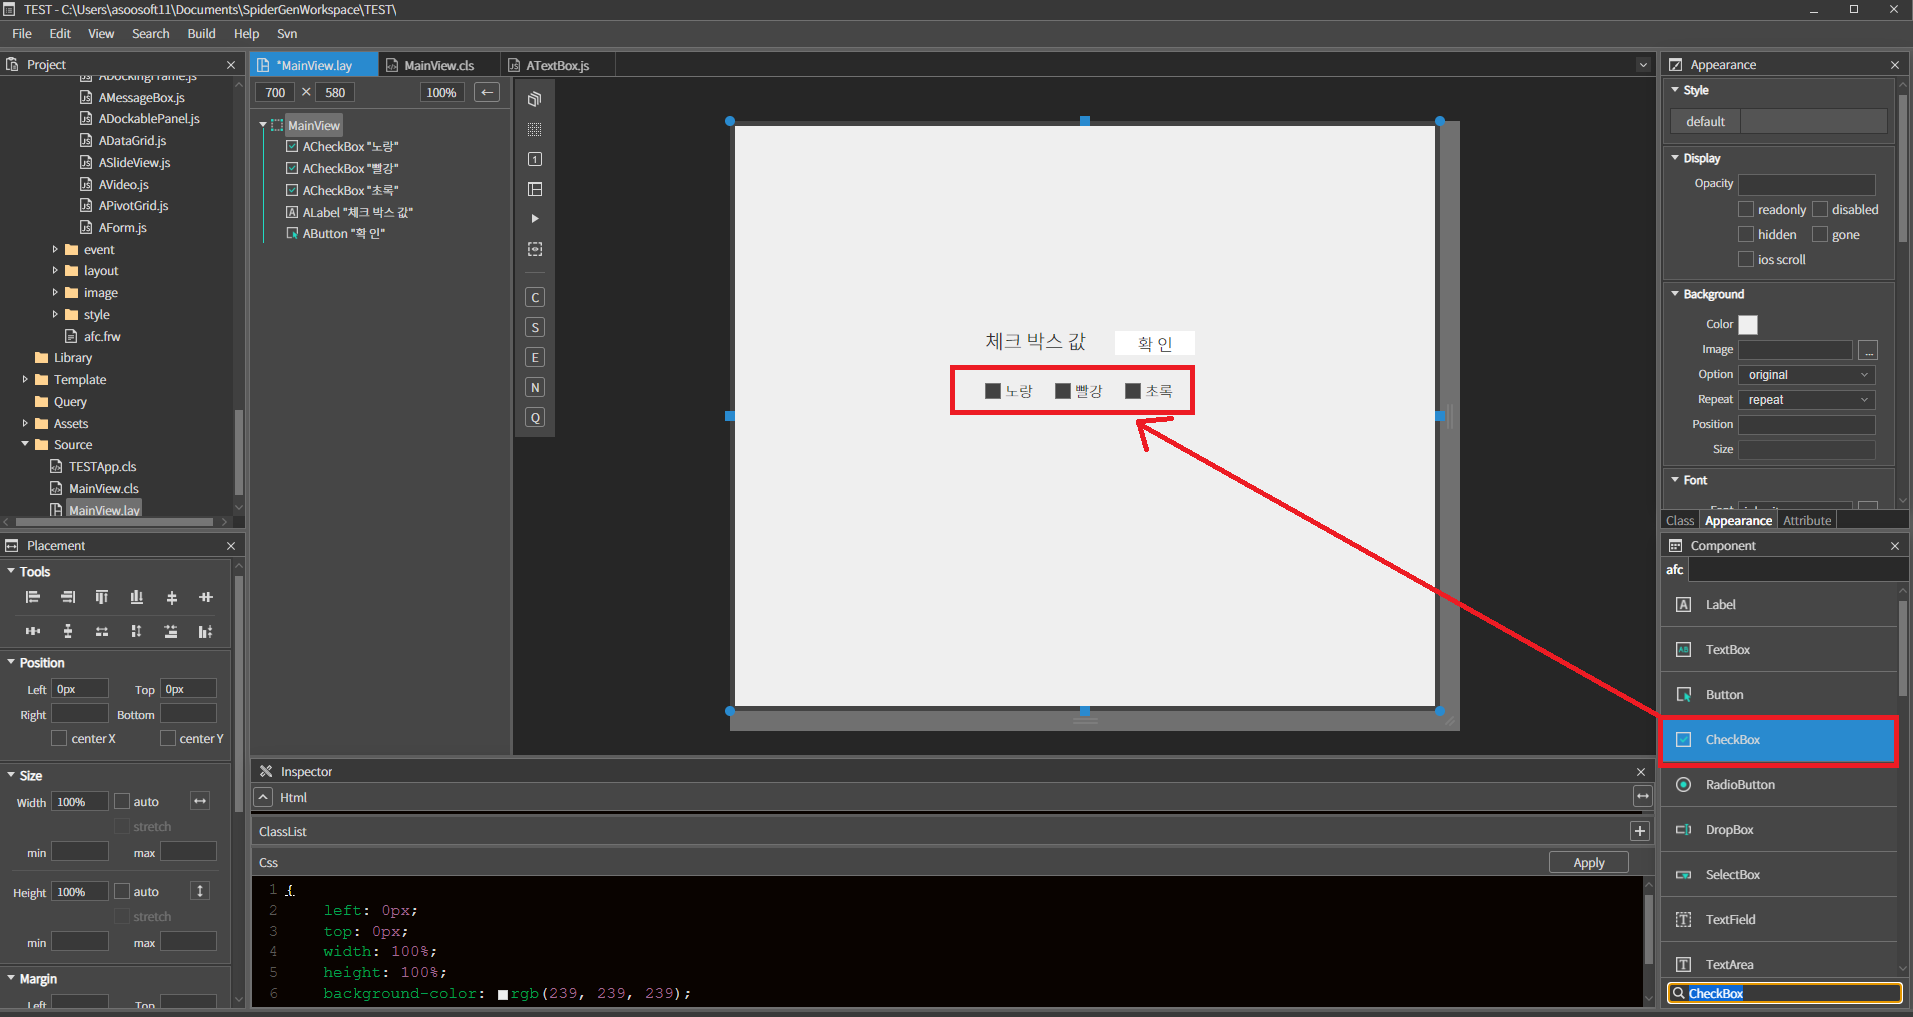 TEST - C:\Users\asoosoft11\Documents\SpiderGenWorkspace\TEST\
File Edit View Search Build Help Svn
Project
ADockingFrame.js
AMessageBox.js
ADockablePanel.js
ADataGrid.js
ASlideView.js
AVideo.js
APivotGrid.js
AForm.js
event
layout
image
style
afc.frw
Library
Template
Query
Assets
Source
TESTApp.cls
MainView.cls
MainView.lay
Placement
Tools
Position
Left 0px Top 0px
Right Bottom
center X center Y
Size
Width 100% auto
stretch
min max
Height 100% auto
stretch
min max
Margin
Left Top
*MainView.lay MainView.cls ATextBox.js
700 × 580 100%
MainView
ACheckBox "노랑"
ACheckBox "빨강"
ACheckBox "초록"
ALabel "체크 박스 값"
AButton "확 인"
1
C
S
E
N
Q
체크 박스 값 확 인
노랑 빨강 초록
Inspector
Html
ClassList
Css Apply
1 {
2 left: 0px;
3 top: 0px;
4 width: 100%;
5 height: 100%;
6 background-color: rgb(239, 239, 239);
Appearance
Style
default
Display
Opacity
readonly disabled
hidden gone
ios scroll
Background
Color
Image ...
Option original
Repeat repeat
Position
Size
Font
Class Appearance Attribute
Component
afc
Label
TextBox
Button
CheckBox
RadioButton
DropBox
SelectBox
TextField
TextArea
CheckBox